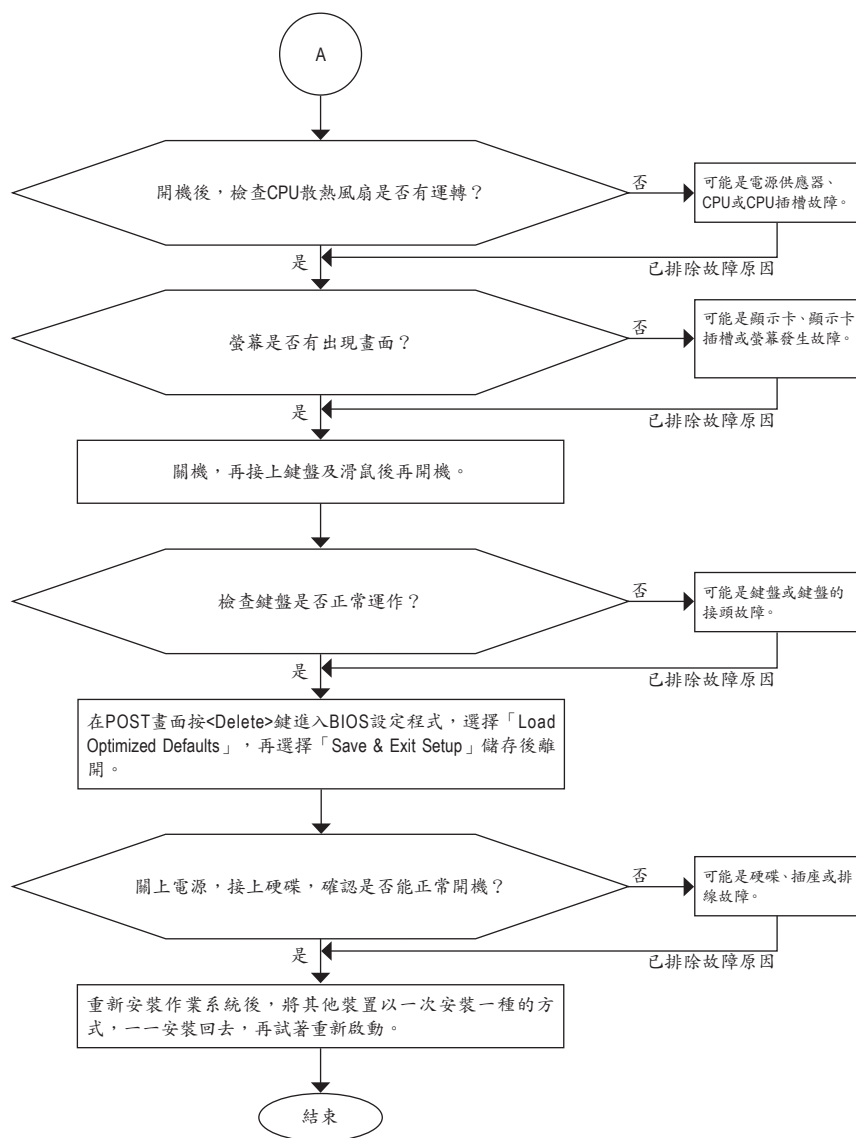 A
開機後，檢查CPU散熱風扇是否有運轉？
否
可能是電源供應器、
CPU或CPU插槽故障。
是
已排除故障原因
螢幕是否有出現畫面？
否
可能是顯示卡、顯示卡
插槽或螢幕發生故障。
是
已排除故障原因
關機，再接上鍵盤及滑鼠後再開機。
檢查鍵盤是否正常運作？
否
可能是鍵盤或鍵盤的
接頭故障。
是
已排除故障原因
在POST畫面按<Delete>鍵進入BIOS設定程式，選擇「Load
Optimized Defaults」，再選擇「Save & Exit Setup」儲存後離
開。
關上電源，接上硬碟，確認是否能正常開機？
否
可能是硬碟、插座或排
線故障。
是
已排除故障原因
重新安裝作業系統後，將其他裝置以一次安裝一種的方
式，一一安裝回去，再試著重新啟動。
結束